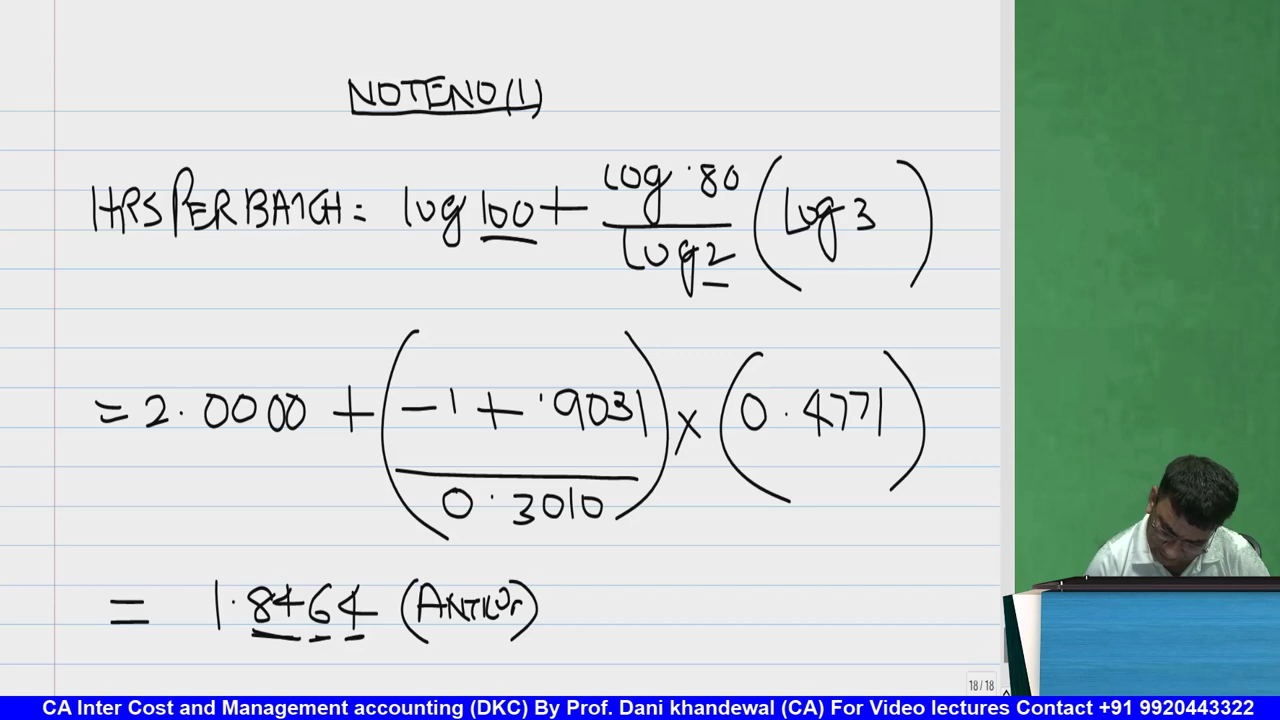 NOTENO(1)
HRS PER BATCH = log 100 + log .80 / log 2 (log 3)
= 2.0000 + (-1 + .9031 / 0.3010) x (0.4771)
= 1.8464 (ANTILOG)
18/18
CA Inter Cost and Management accounting (DKC) By Prof. Dani khandewal (CA) For Video lectures Contact +91 9920443322